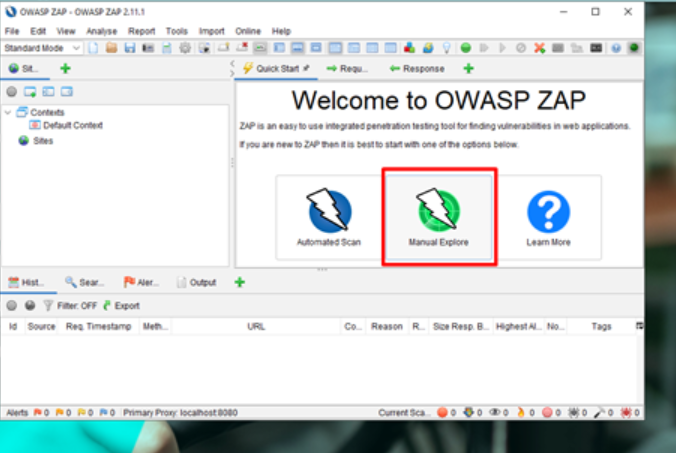 OWASP ZAP - OWASP ZAP 2.11.1
File Edit View Analyse Report Tools Import Online Help
Standard Mode
Sit... Quick Start Requ... Response
Contexts
Default Context
Sites
Welcome to OWASP ZAP
ZAP is an easy to use integrated penetration testing tool for finding vulnerabilities in web applications.
If you are new to ZAP then it is best to start with one of the options below.
Automated Scan Manual Explore Learn More
Hist... Sear... Aler... Output
Filter: OFF Export
Id Source Req. Timestamp Meth... URL Co... Reason R... Size Resp. B... Highest Al... No... Tags
Alerts 0 0 0 0 Primary Proxy: localhost:8080 Current Sca... 0 0 0 0 0 0 0 0